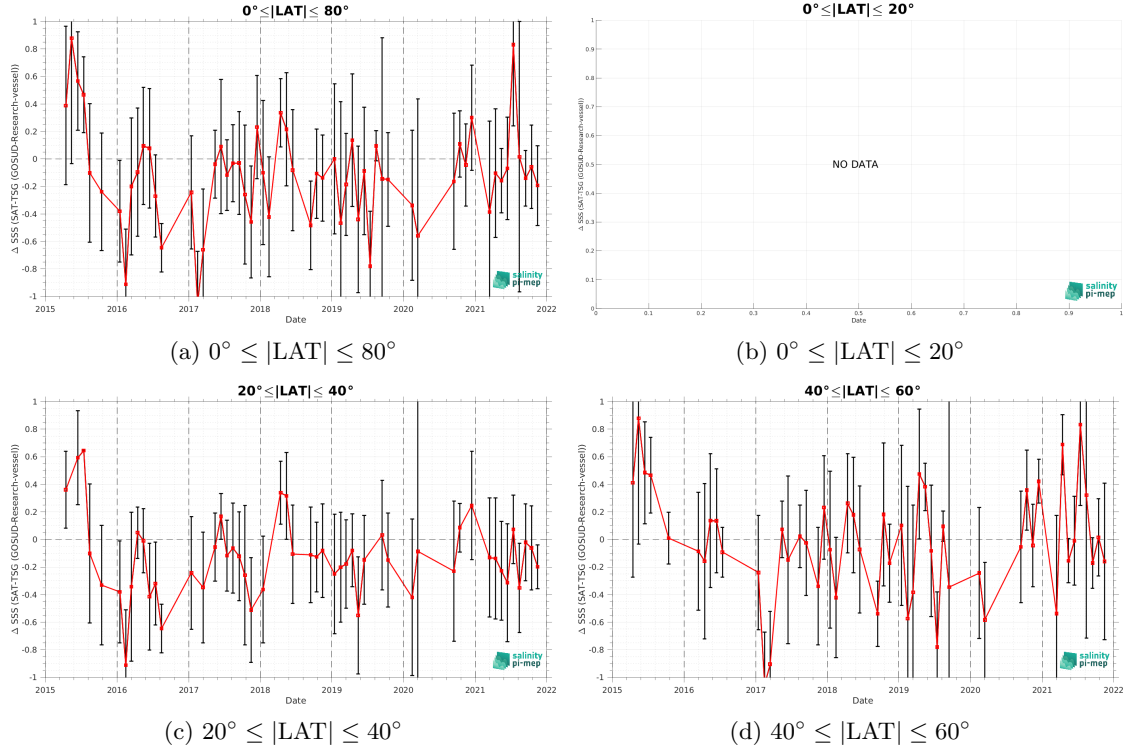 0°≤|LAT|≤ 80°
Δ SSS (SAT-TSG (GOSUD-Research-vessel))
1
0.8
0.6
0.4
0.2
0
-0.2
-0.4
-0.6
-0.8
-1
2015 2016 2017 2018 2019 2020 2021 2022
Date
salinity
pi-mep
(a) 0° ≤ |LAT| ≤ 80°
0°≤|LAT|≤ 20°
Δ SSS (SAT-TSG (GOSUD-Research-vessel))
1
0.9
0.8
0.7
0.6
0.5
0.4
0.3
0.2
0.1
0
NO DATA
0 0.1 0.2 0.3 0.4 0.5 0.6 0.7 0.8 0.9 1
Date
salinity
pi-mep
(b) 0° ≤ |LAT| ≤ 20°
20°≤|LAT|≤ 40°
Δ SSS (SAT-TSG (GOSUD-Research-vessel))
1
0.8
0.6
0.4
0.2
0
-0.2
-0.4
-0.6
-0.8
-1
2015 2016 2017 2018 2019 2020 2021 2022
Date
salinity
pi-mep
(c) 20° ≤ |LAT| ≤ 40°
40°≤|LAT|≤ 60°
Δ SSS (SAT-TSG (GOSUD-Research-vessel))
1
0.8
0.6
0.4
0.2
0
-0.2
-0.4
-0.6
-0.8
-1
2015 2016 2017 2018 2019 2020 2021 2022
Date
salinity
pi-mep
(d) 40° ≤ |LAT| ≤ 60°